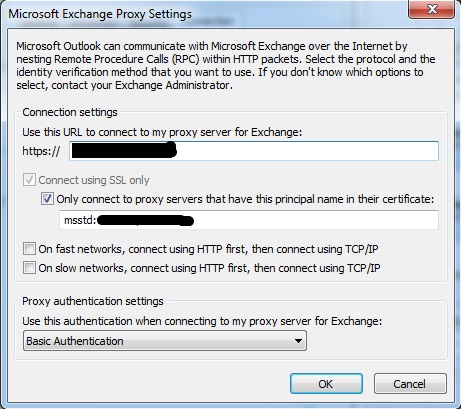 Microsoft Exchange Proxy Settings
Microsoft Outlook can communicate with Microsoft Exchange over the Internet by
nesting Remote Procedure Calls (RPC) within HTTP packets. Select the protocol and the
identity verification method that you want to use. If you don't know which options to
select, contact your Exchange Administrator.
Connection settings
Use this URL to connect to my proxy server for Exchange:
https://
Connect using SSL only
Only connect to proxy servers that have this principal name in their certificate:
msstd:
On fast networks, connect using HTTP first, then connect using TCP/IP
On slow networks, connect using HTTP first, then connect using TCP/IP
Proxy authentication settings
Use this authentication when connecting to my proxy server for Exchange:
Basic Authentication
OK
Cancel